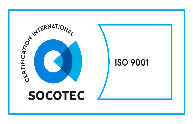 CERTIFICATION INTERNATIONAL
SOCOTEC
ISO 9001